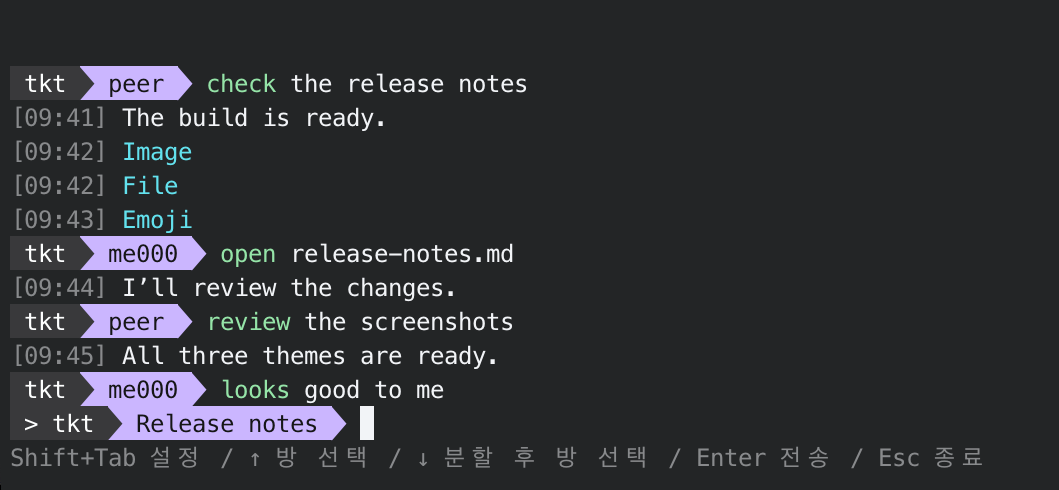 tkt peer check the release notes
[09:41] The build is ready.
[09:42] Image
[09:42] File
[09:43] Emoji
tkt me000 open release-notes.md
[09:44] I’ll review the changes.
tkt peer review the screenshots
[09:45] All three themes are ready.
tkt me000 looks good to me
> tkt Release notes
Shift+Tab 설정 / ↑ 방 선택 / ↓ 분할 후 방 선택 / Enter 전송 / Esc 종료